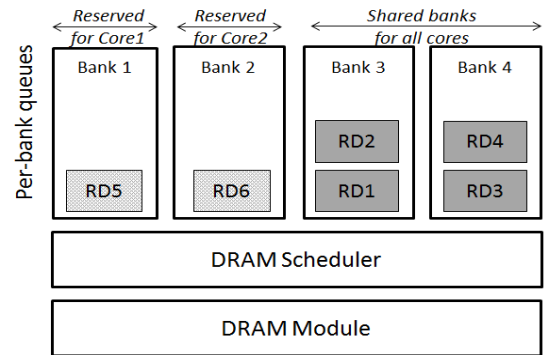 Reserved
for Core1
Reserved
for Core2
Shared banks
for all cores
Per-bank queues
Bank 1
Bank 2
Bank 3
Bank 4
RD2
RD4
RD5
RD6
RD1
RD3
DRAM Scheduler
DRAM Module